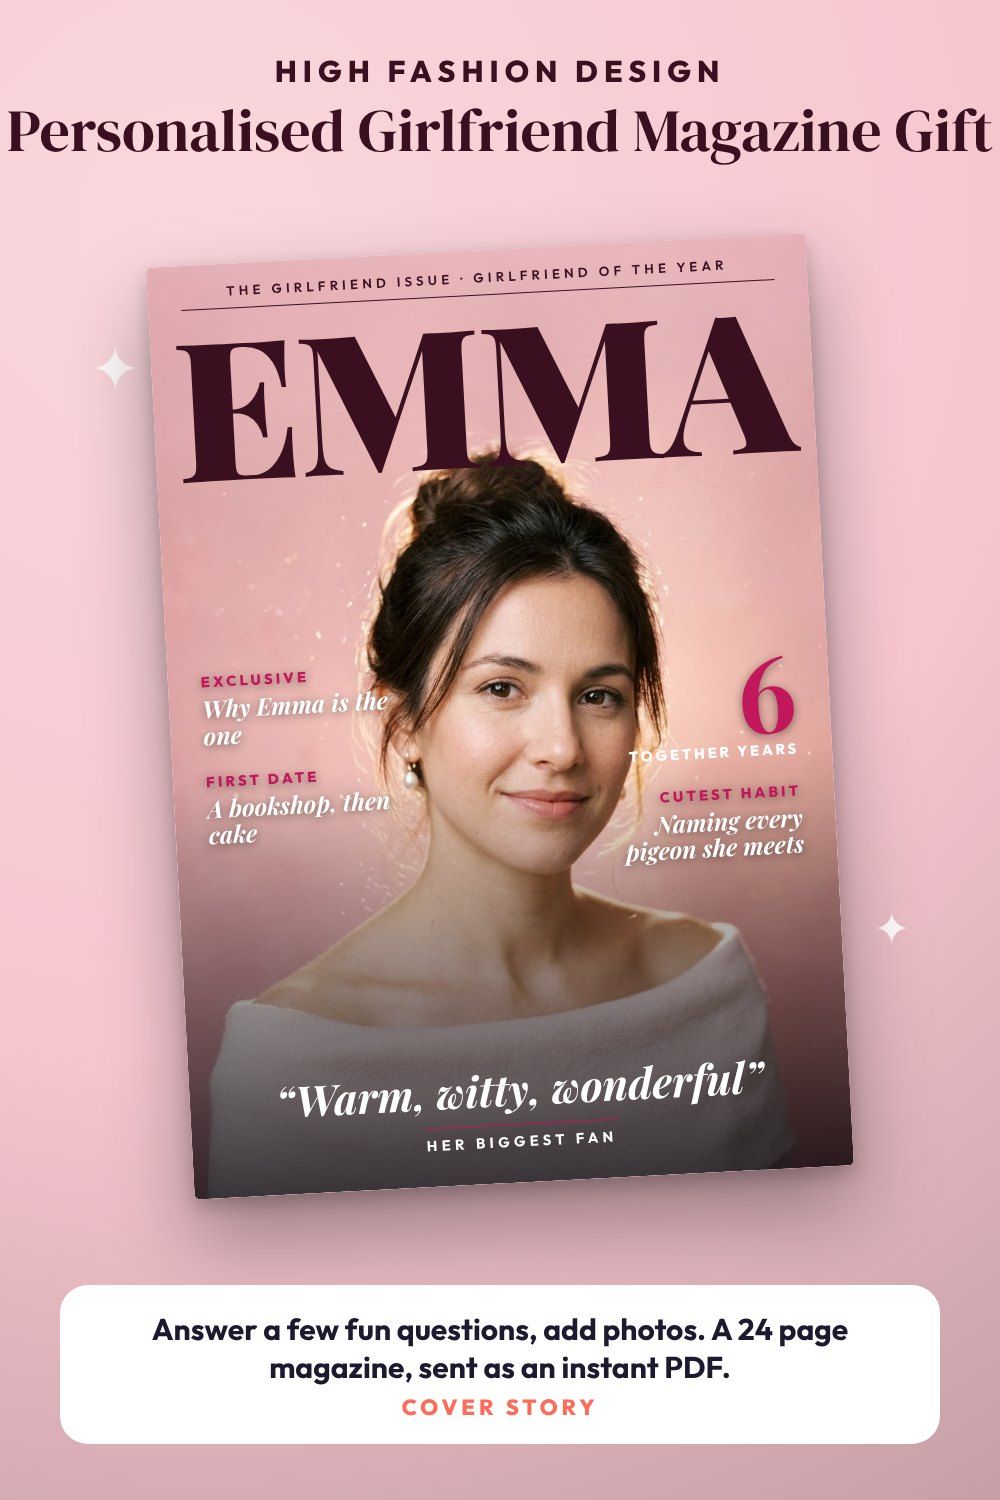 HIGH FASHION DESIGN
Personalised Girlfriend Magazine Gift
THE GIRLFRIEND ISSUE · GIRLFRIEND OF THE YEAR
EMMA
EXCLUSIVE
Why Emma is the
one
FIRST DATE
A bookshop, then
cake
6
TOGETHER YEARS
CUTEST HABIT
Naming every
pigeon she meets
“Warm, witty, wonderful”
HER BIGGEST FAN
Answer a few fun questions, add photos. A 24 page
magazine, sent as an instant PDF.
COVER STORY